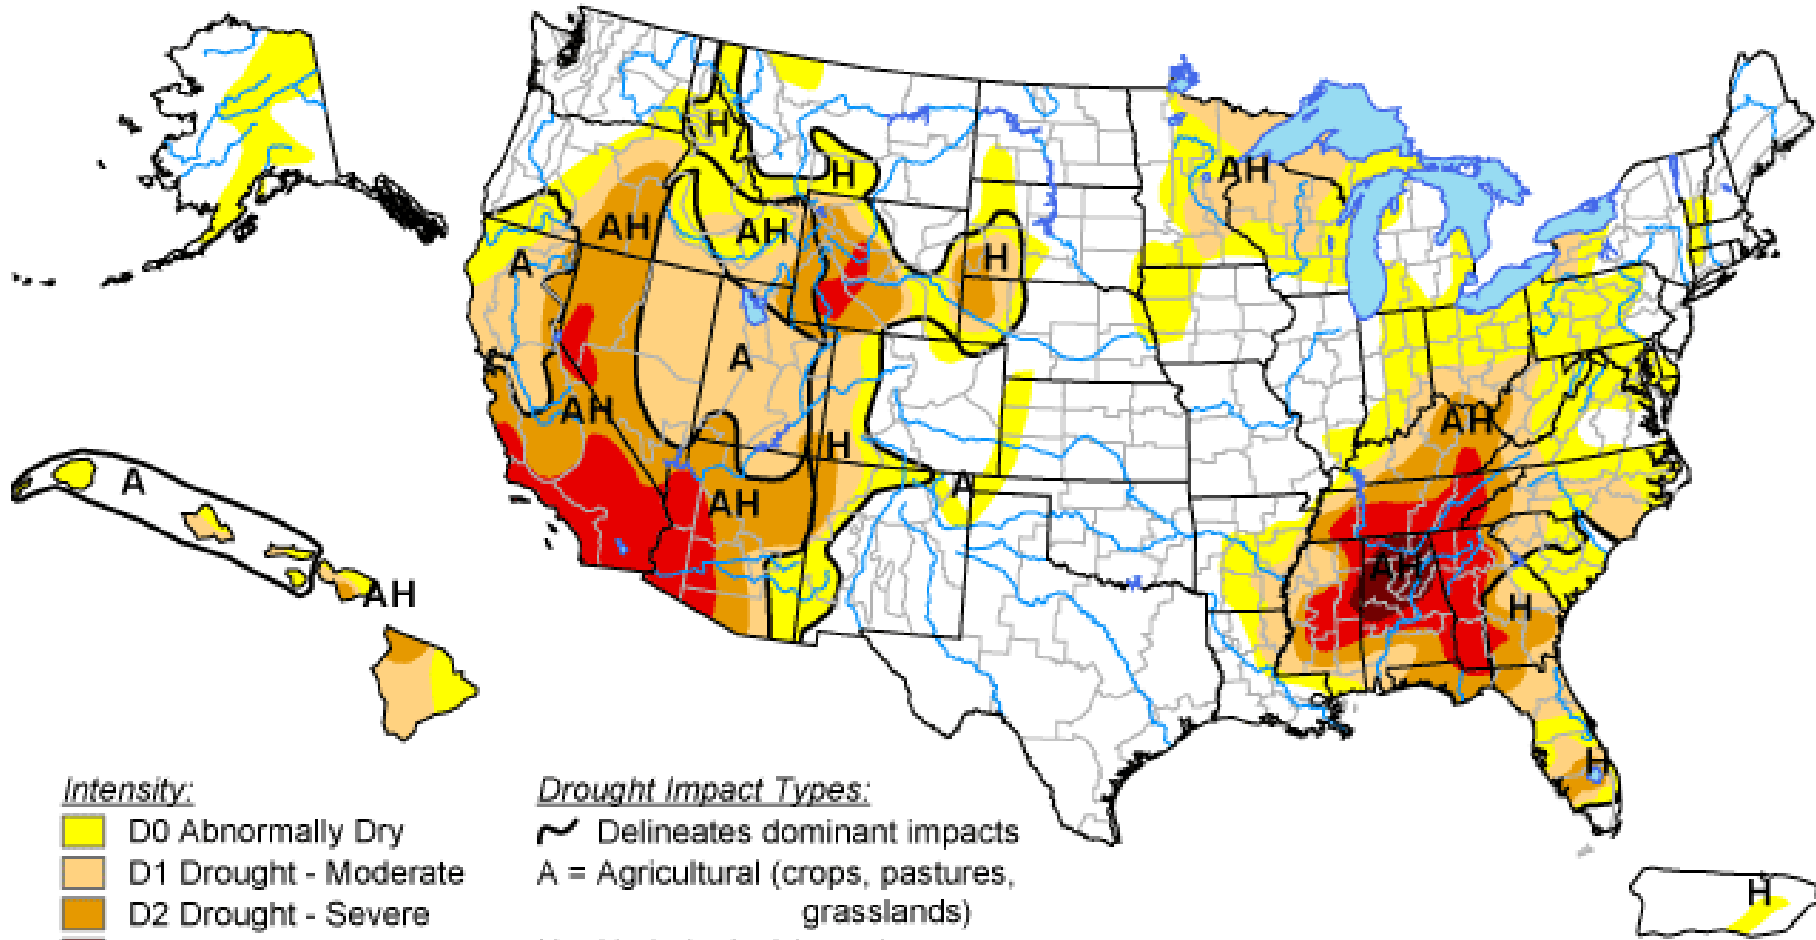 H
H
AH
AH
AH
H
A
A
AH
AH
H
AH
A
A
AH
AH
AH
H
H
H
Intensity:
D0 Abnormally Dry
D1 Drought - Moderate
D2 Drought - Severe
Drought Impact Types:
Delineates dominant impacts
A = Agricultural (crops, pastures,
grasslands)